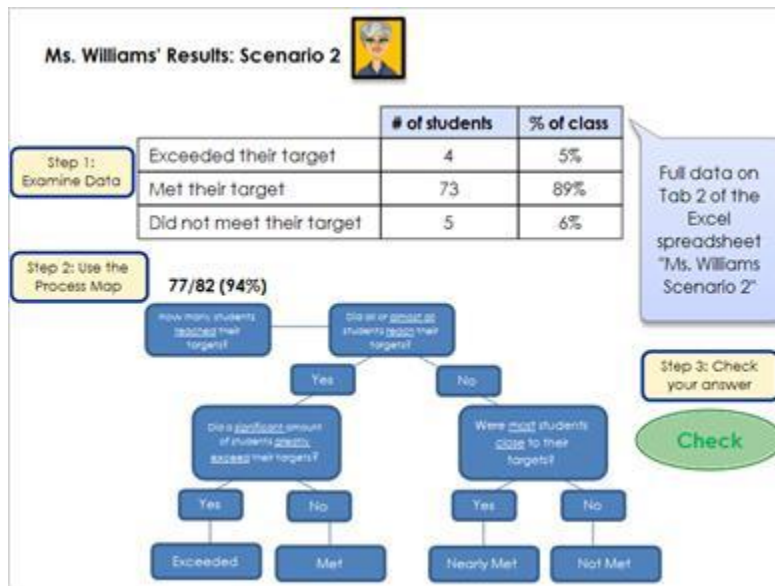 Ms. Williams' Results: Scenario 2
# of students
% of class
Step 1:
Examine Data
Exceeded their target
4
5%
Met their target
73
89%
Did not meet their target
5
6%
Full data on
Tab 2 of the
Excel
spreadsheet
"Ms. Williams
Scenario 2"
Step 2: Use the
Process Map
77/82 (94%)
How many students
reached their
targets?
Did all or almost all
students reach their
targets?
Yes
No
Step 3: Check
your answer
Check
Did a significant amount
of students greatly
exceed their targets?
Were most students
close to their
targets?
Yes
No
Yes
No
Exceeded
Met
Nearly Met
Not Met